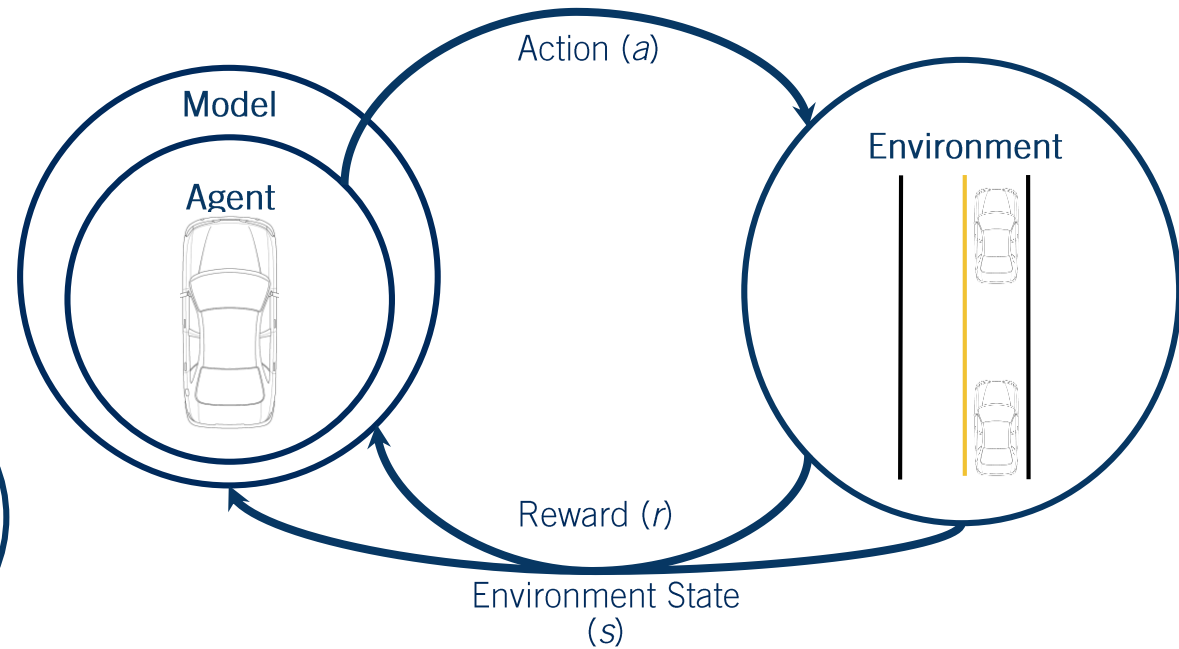 Action (a)
Model
Environment
Agent
Reward (r)
Environment State
(s)